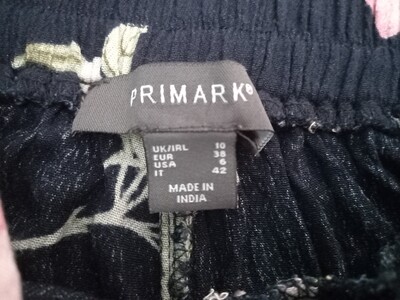 PRIMARK®
UK/IRL 10
EUR 38
USA 6
IT 42
MADE IN
INDIA